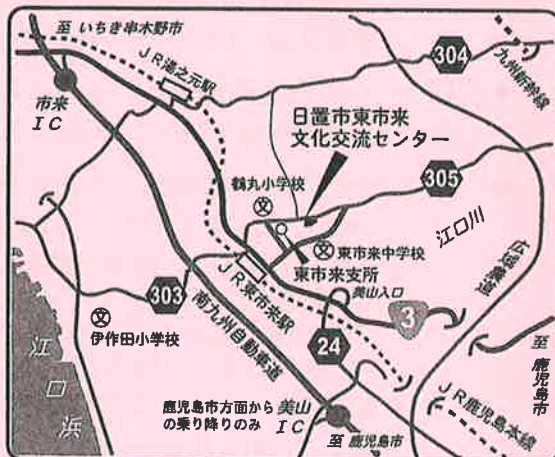 至 いちき串木野市
JR湯之元駅
304
九州新幹線
市来
IC
日置市東市来
文化交流センター
305
鶴丸小学校
文
江口川
文
東市来中学校
東市来支所
広域農道
JR東市来駅
美山入口
303
3
文
伊作田小学校
南九州自動車道
24
至 鹿児島市
江口浜
JR鹿児島本線
鹿児島市方面から
の乗り降りのみ
美山
IC
至 鹿児島市